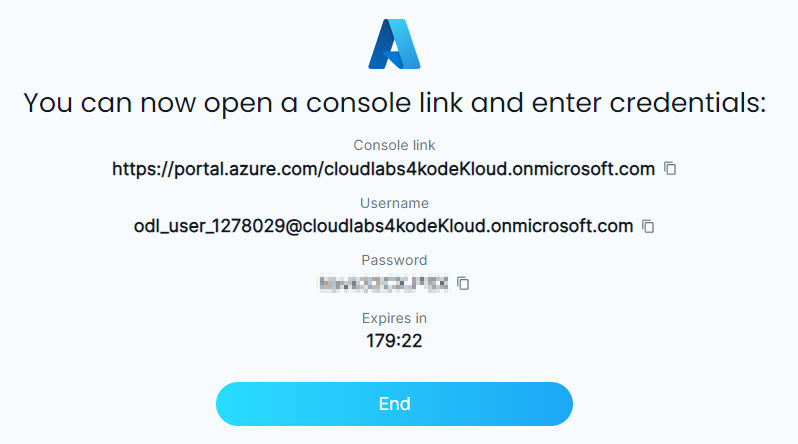 You can now open a console link and enter credentials:
Console link
https://portal.azure.com/cloudlabs4kodeKloud.onmicrosoft.com
Username
odl_user_1278029@cloudlabs4kodeKloud.onmicrosoft.com
Password
Expires in
179:22
End